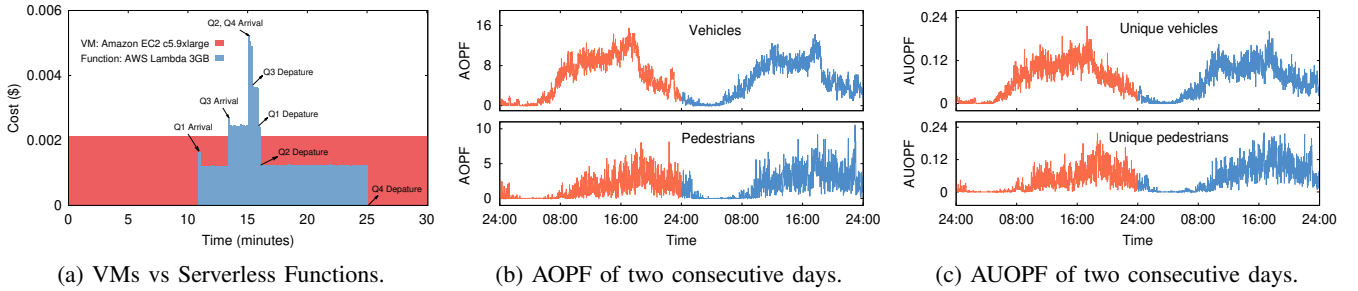 0.006
0.004
0.002
0
Cost ($)
VM: Amazon EC2 c5.9xlarge
Function: AWS Lambda 3GB
Q2, Q4 Arrival
Q3 Depature
Q3 Arrival
Q1 Depature
Q1 Arrival
Q2 Depature
Q4 Depature
0 5 10 15 20 25 30
Time (minutes)
(a) VMs vs Serverless Functions.
Vehicles
16
8
0
AOPF
Pedestrians
10
5
0
AOPF
24:00 08:00 16:00 24:00 08:00 16:00 24:00
Time
(b) AOPF of two consecutive days.
Unique vehicles
0.24
0.12
0
AUOPF
Unique pedestrians
0.24
0.12
0
AUOPF
24:00 08:00 16:00 24:00 08:00 16:00 24:00
Time
(c) AUOPF of two consecutive days.